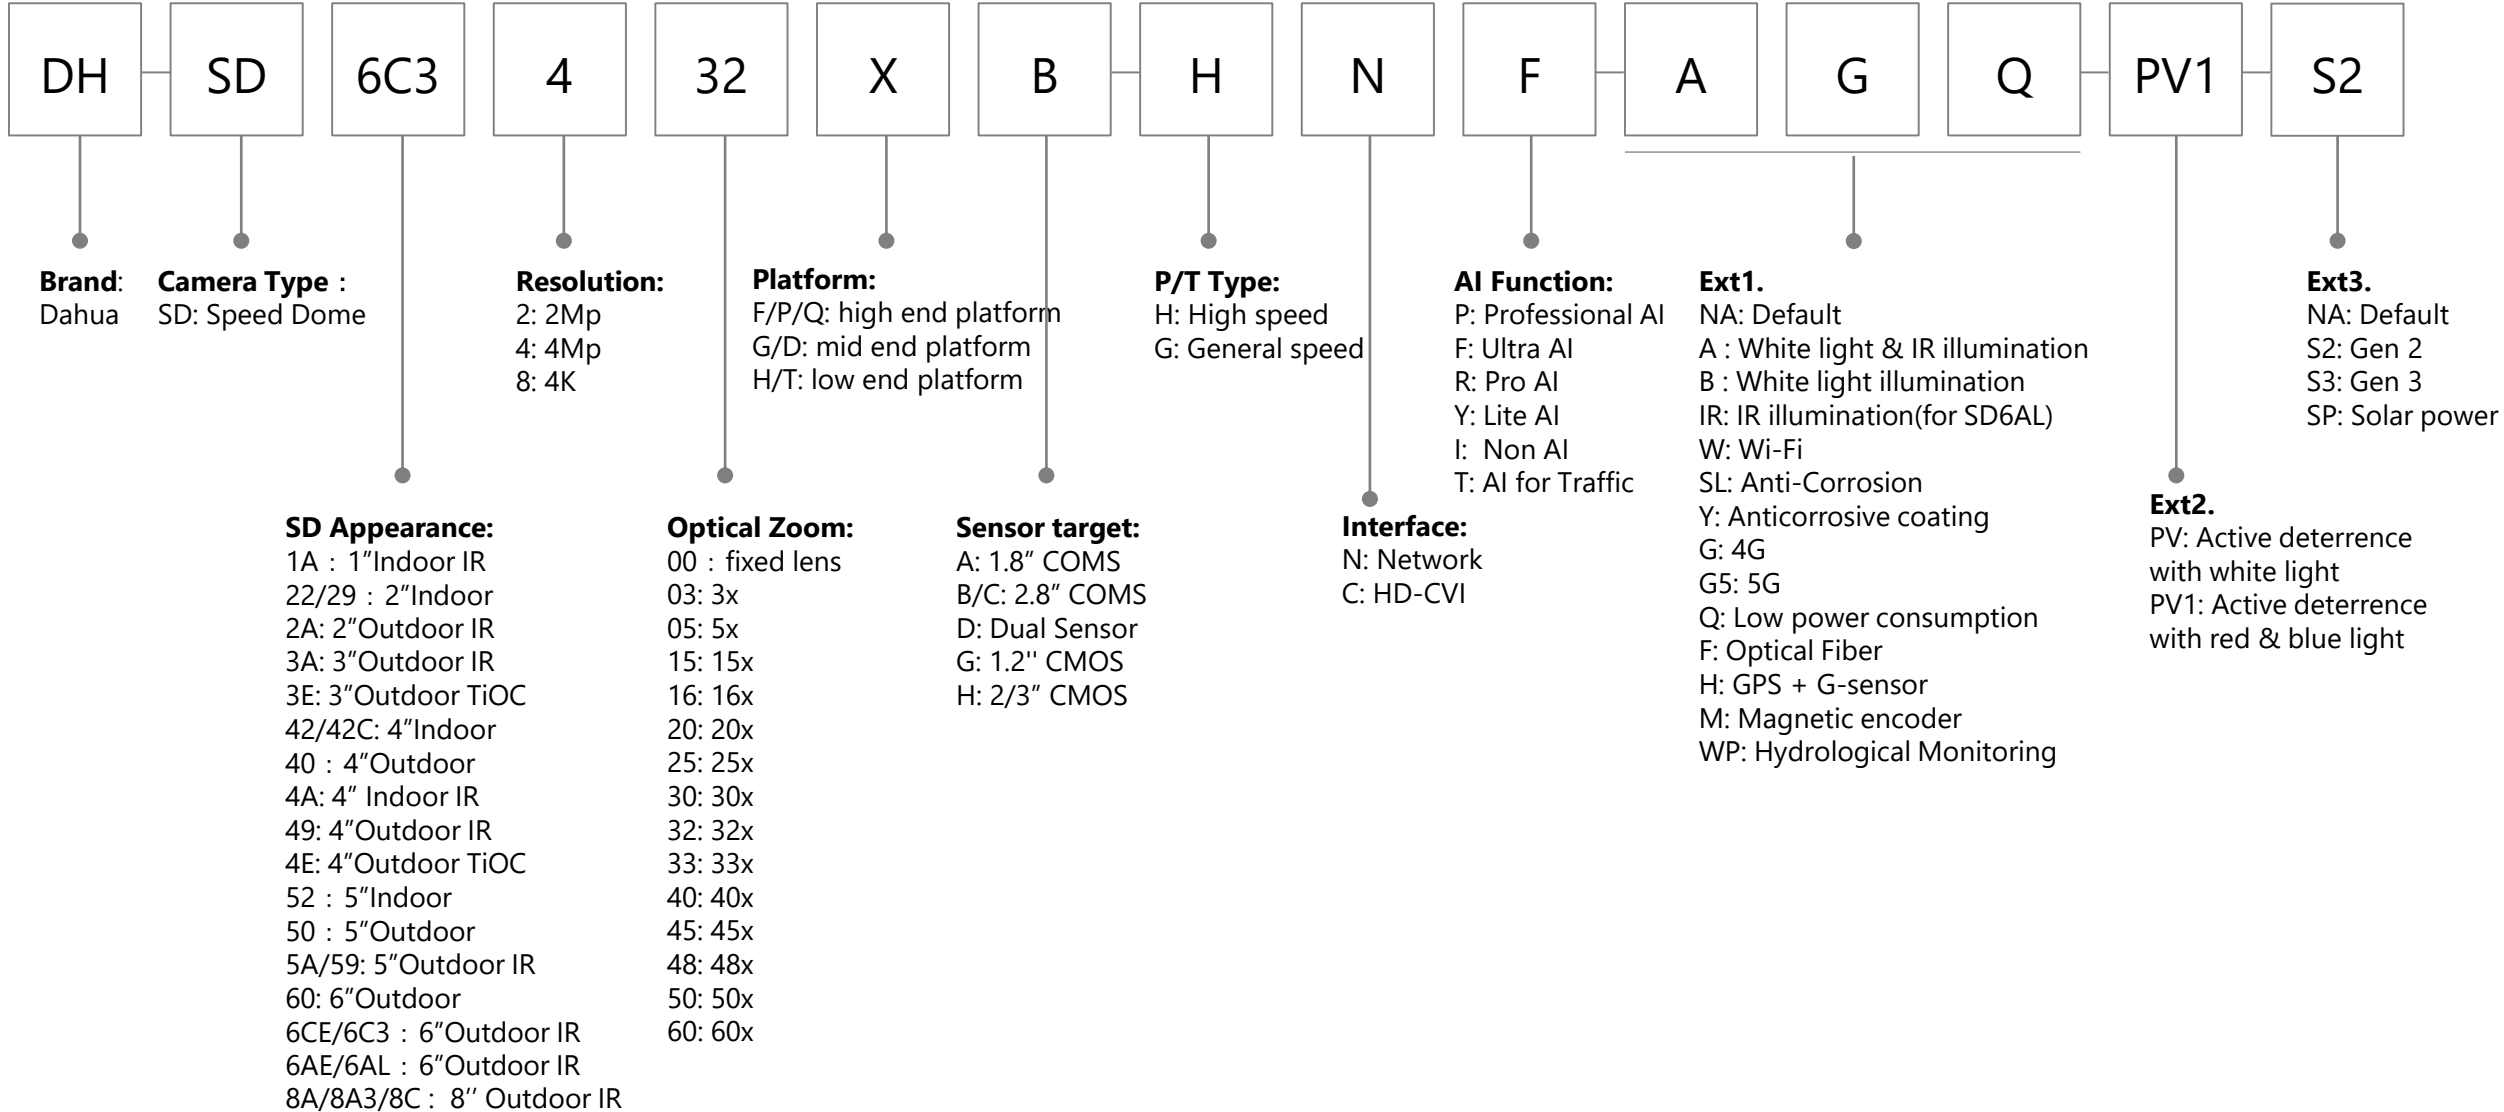 DH SD 6C3 4 32 X B H N F A G Q PV1 S2
Brand:
Dahua
Camera Type：
SD: Speed Dome
Resolution:
2: 2Mp
4: 4Mp
8: 4K
Platform:
F/P/Q: high end platform
G/D: mid end platform
H/T: low end platform
P/T Type:
H: High speed
G: General speed
AI Function:
P: Professional AI
F: Ultra AI
R: Pro AI
Y: Lite AI
I: Non AI
T: AI for Traffic
Ext1.
NA: Default
A : White light & IR illumination
B : White light illumination
IR: IR illumination(for SD6AL)
W: Wi-Fi
SL: Anti-Corrosion
Y: Anticorrosive coating
G: 4G
G5: 5G
Q: Low power consumption
F: Optical Fiber
H: GPS + G-sensor
M: Magnetic encoder
WP: Hydrological Monitoring
Ext3.
NA: Default
S2: Gen 2
S3: Gen 3
SP: Solar power
SD Appearance:
1A：1”Indoor IR
22/29：2”Indoor
2A: 2”Outdoor IR
3A: 3”Outdoor IR
3E: 3”Outdoor TiOC
42/42C: 4”Indoor
40：4”Outdoor
4A: 4” Indoor IR
49: 4”Outdoor IR
4E: 4”Outdoor TiOC
52：5”Indoor
50：5”Outdoor
5A/59: 5”Outdoor IR
60: 6”Outdoor
6CE/6C3：6”Outdoor IR
6AE/6AL：6”Outdoor IR
8A/8A3/8C： 8’’ Outdoor IR
Optical Zoom:
00：fixed lens
03: 3x
05: 5x
15: 15x
16: 16x
20: 20x
25: 25x
30: 30x
32: 32x
33: 33x
40: 40x
45: 45x
48: 48x
50: 50x
60: 60x
Sensor target:
A: 1.8” COMS
B/C: 2.8” COMS
D: Dual Sensor
G: 1.2'' CMOS
H: 2/3” CMOS
Interface:
N: Network
C: HD-CVI
Ext2.
PV: Active deterrence
with white light
PV1: Active deterrence
with red & blue light